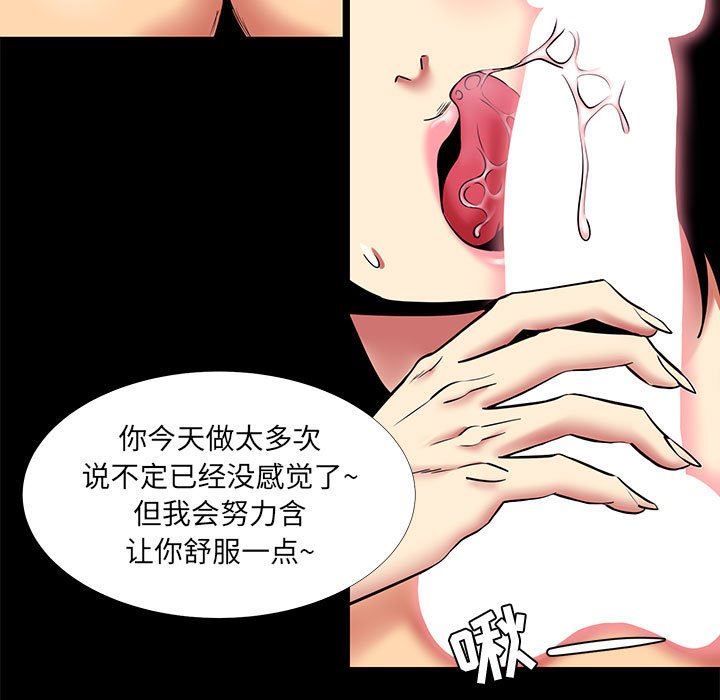 你今天做太多次
说不定已经没感觉了~
但我会努力含
让你舒服一点~
啾